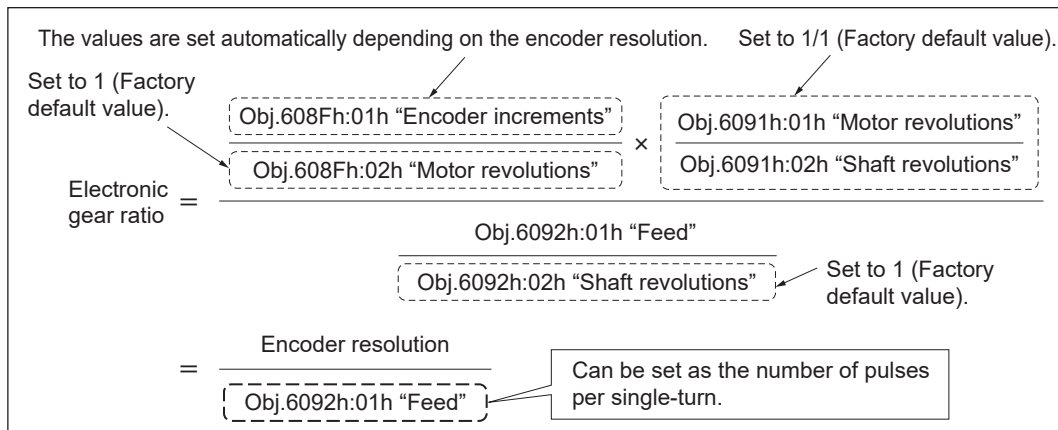 The values are set automatically depending on the encoder resolution.
Set to 1/1 (Factory default value).
Set to 1 (Factory
default value).
Obj.608Fh:01h “Encoder increments”
Obj.608Fh:02h “Motor revolutions”
×
Obj.6091h:01h “Motor revolutions”
Obj.6091h:02h “Shaft revolutions”
Electronic
gear ratio
=
Obj.6092h:01h “Feed”
Obj.6092h:02h “Shaft revolutions”
Set to 1 (Factory
default value).
=
Encoder resolution
Obj.6092h:01h “Feed”
Can be set as the number of pulses
per single-turn.